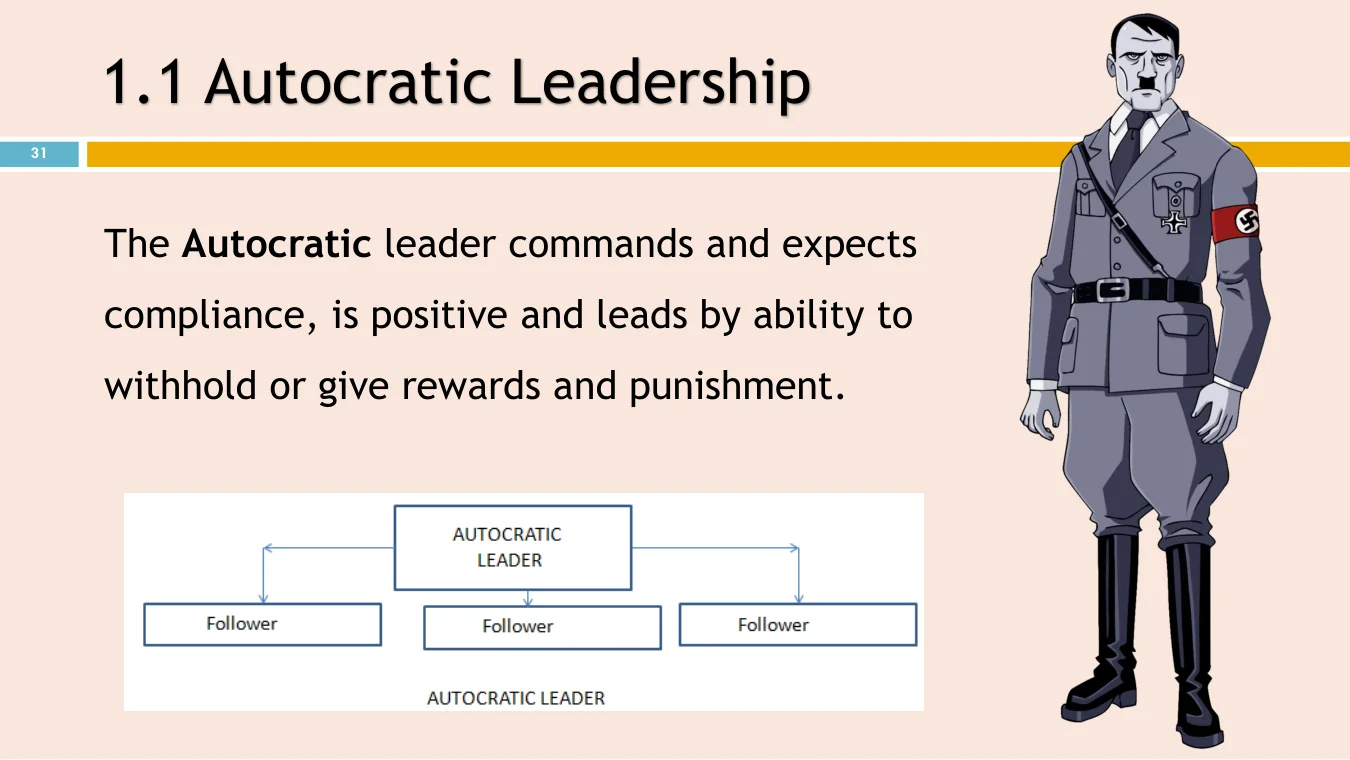 1.1 Autocratic Leadership
31
The Autocratic leader commands and expects
compliance, is positive and leads by ability to
withhold or give rewards and punishment.
AUTOCRATIC
LEADER
Follower
Follower
Follower
AUTOCRATIC LEADER